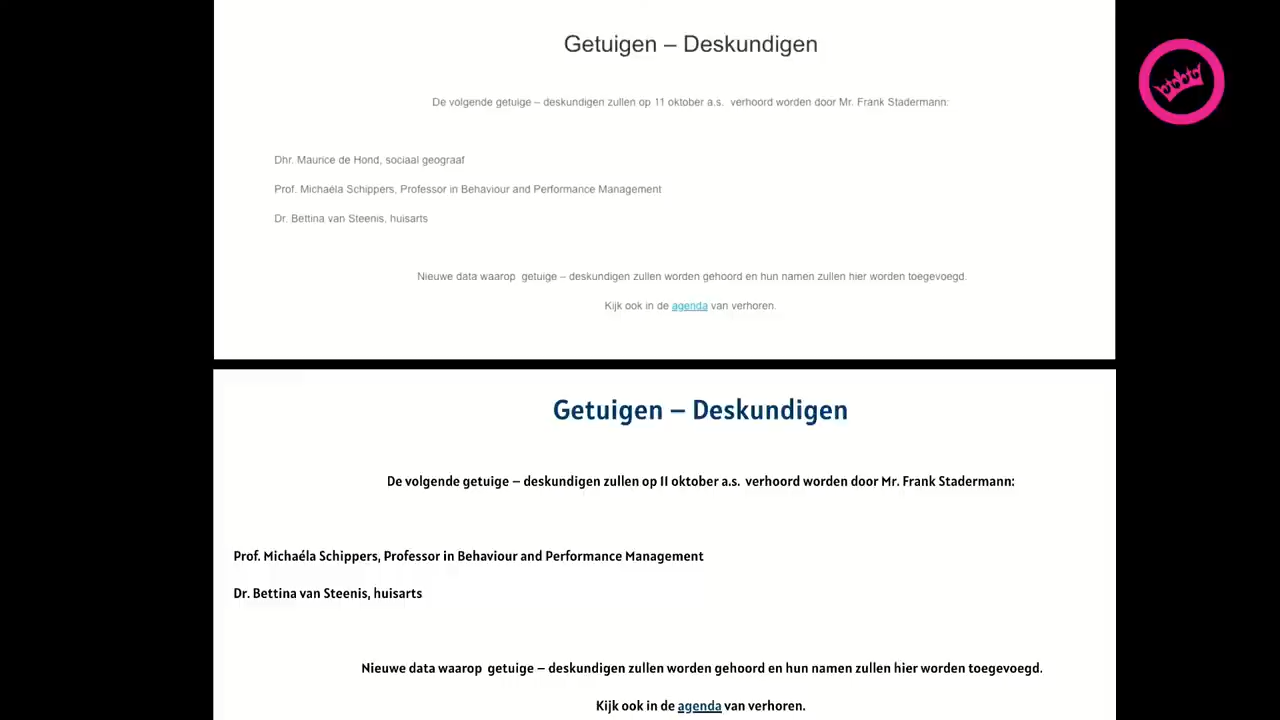 Getuigen – Deskundigen
De volgende getuige – deskundigen zullen op 11 oktober a.s. verhoord worden door Mr. Frank Stadermann:
Dhr. Maurice de Hond, sociaal geograaf
Prof. Michaéla Schippers, Professor in Behaviour and Performance Management
Dr. Bettina van Steenis, huisarts
Nieuwe data waarop getuige – deskundigen zullen worden gehoord en hun namen zullen hier worden toegevoegd.
Kijk ook in de agenda van verhoren.
Getuigen – Deskundigen
De volgende getuige – deskundigen zullen op 11 oktober a.s. verhoord worden door Mr. Frank Stadermann:
Prof. Michaéla Schippers, Professor in Behaviour and Performance Management
Dr. Bettina van Steenis, huisarts
Nieuwe data waarop getuige – deskundigen zullen worden gehoord en hun namen zullen hier worden toegevoegd.
Kijk ook in de agenda van verhoren.